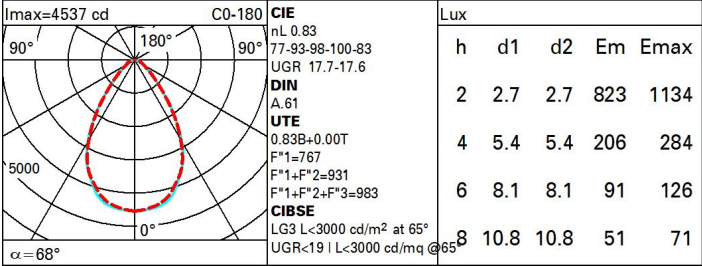 Imax=4537 cd C0-180
90° 180° 90°
5000
0°
α=68°
CIE
nL 0.83
77-93-98-100-83
UGR 17.7-17.6
DIN
A.61
UTE
0.83B+0.00T
F"1=767
F"1+F"2=931
F"1+F"2+F"3=983
CIBSE
LG3 L<3000 cd/m² at 65°
UGR<19 | L<3000 cd/mq @65°
Lux
h d1 d2 Em Emax
2 2.7 2.7 823 1134
4 5.4 5.4 206 284
6 8.1 8.1 91 126
8 10.8 10.8 51 71